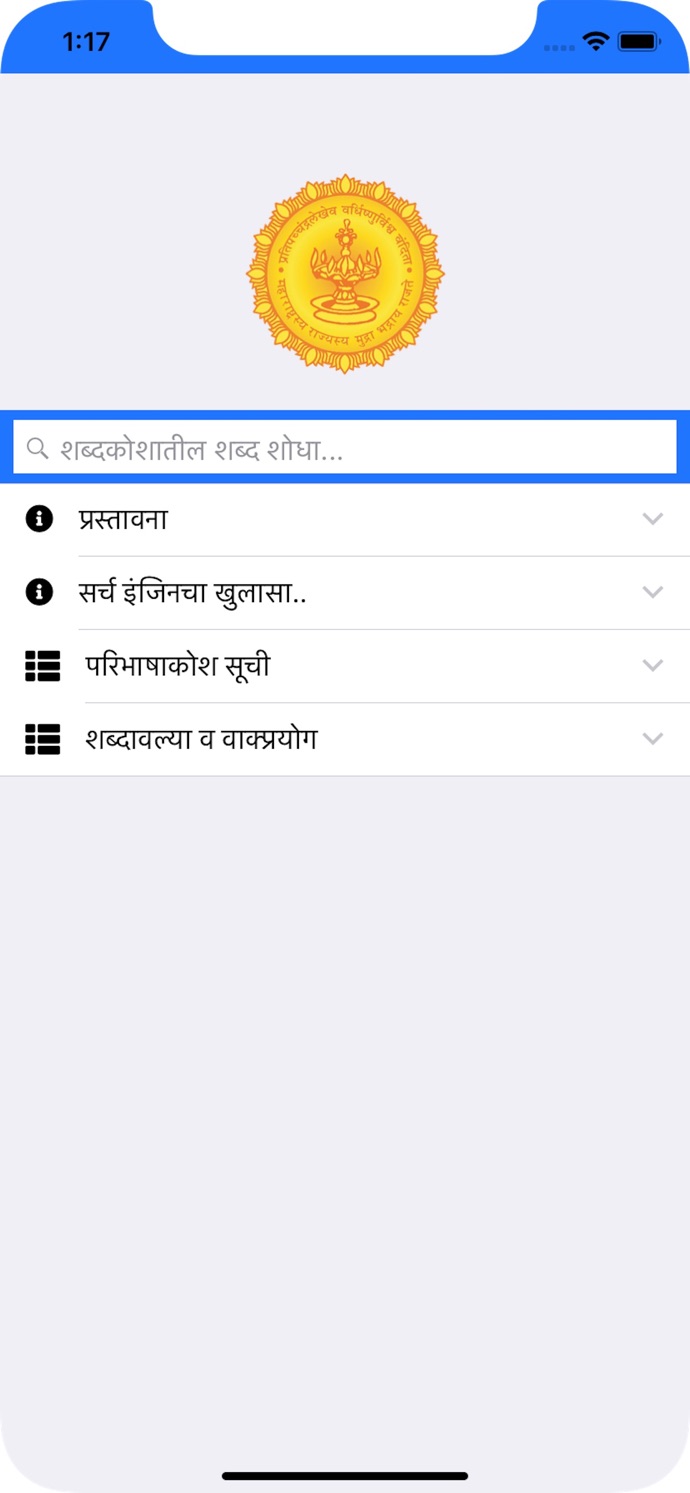 1:17
प्रतिपच्चंद्रलेखेव वर्धिष्णुर्विश्व वंदिता
महाराष्ट्रस्य राज्यस्य मुद्रा भद्राय राजते
शब्दकोशातील शब्द शोधा...
प्रस्तावना
सर्च इंजिनचा खुलासा..
परिभाषाकोश सूची
शब्दावल्या व वाक्प्रयोग